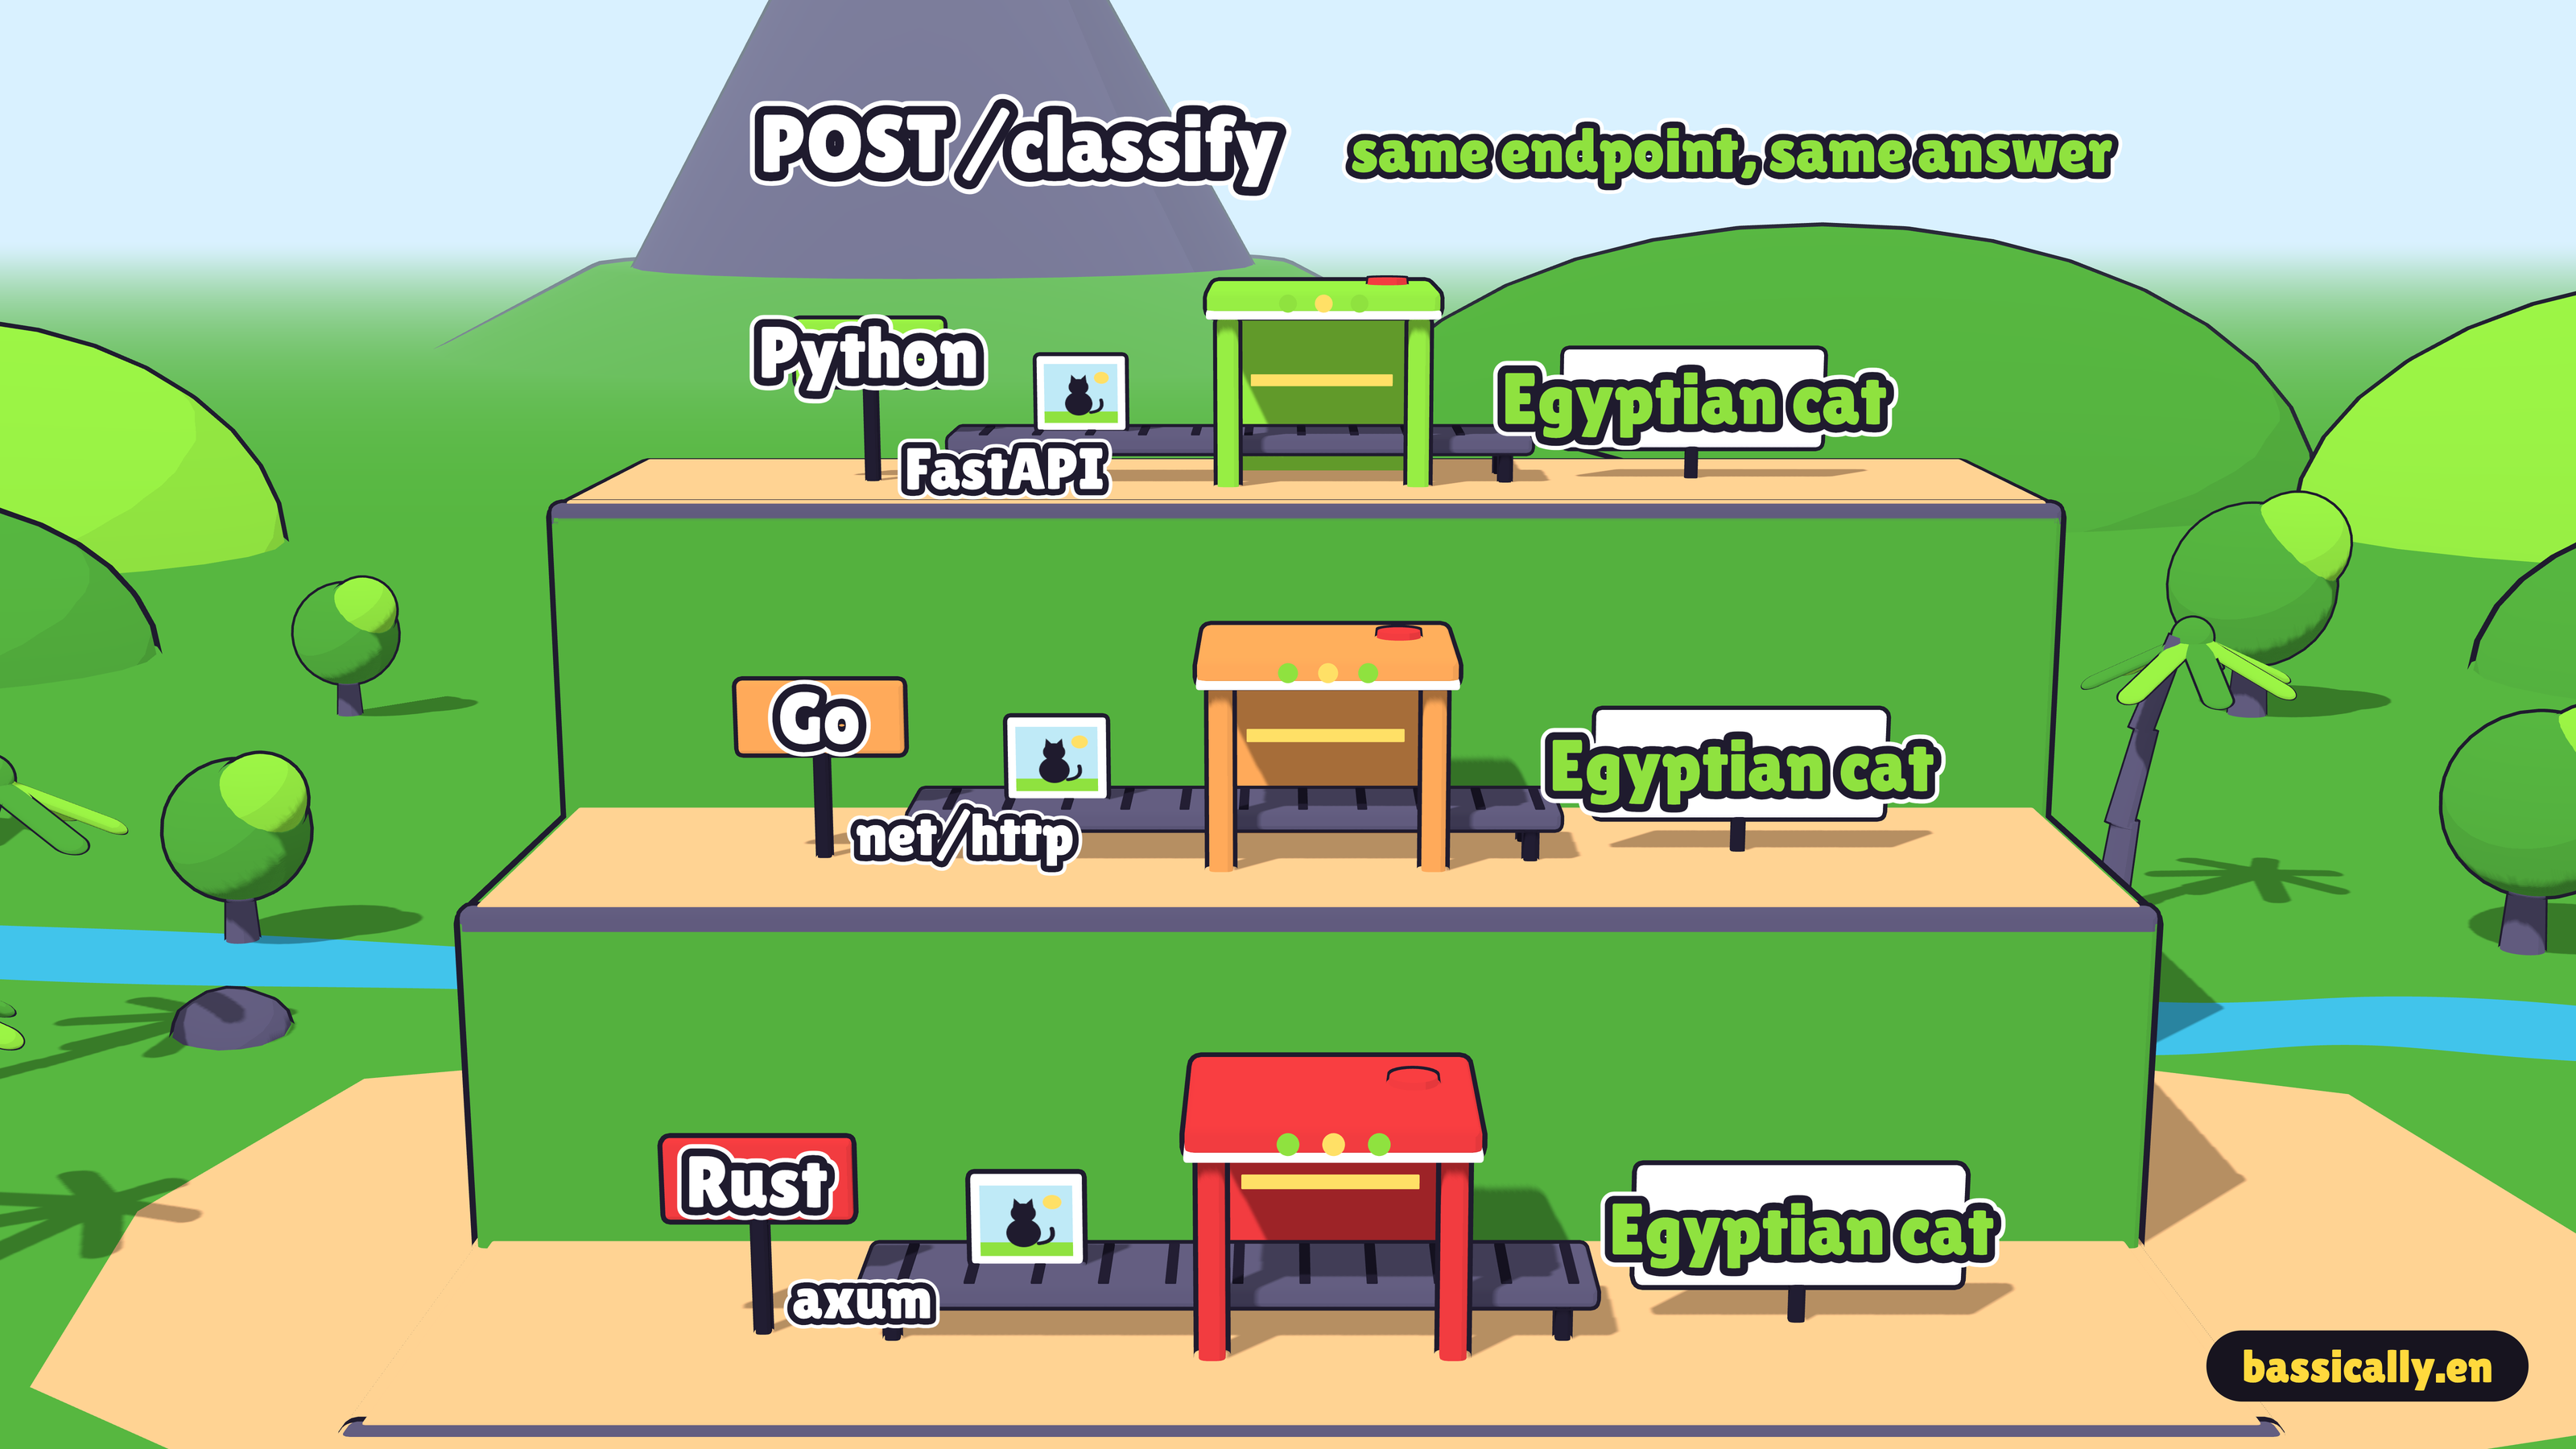 POST /classify
same endpoint, same answer
Python
Egyptian cat
FastAPI
Go
Egyptian cat
net/http
Rust
Egyptian cat
axum
bassically.en